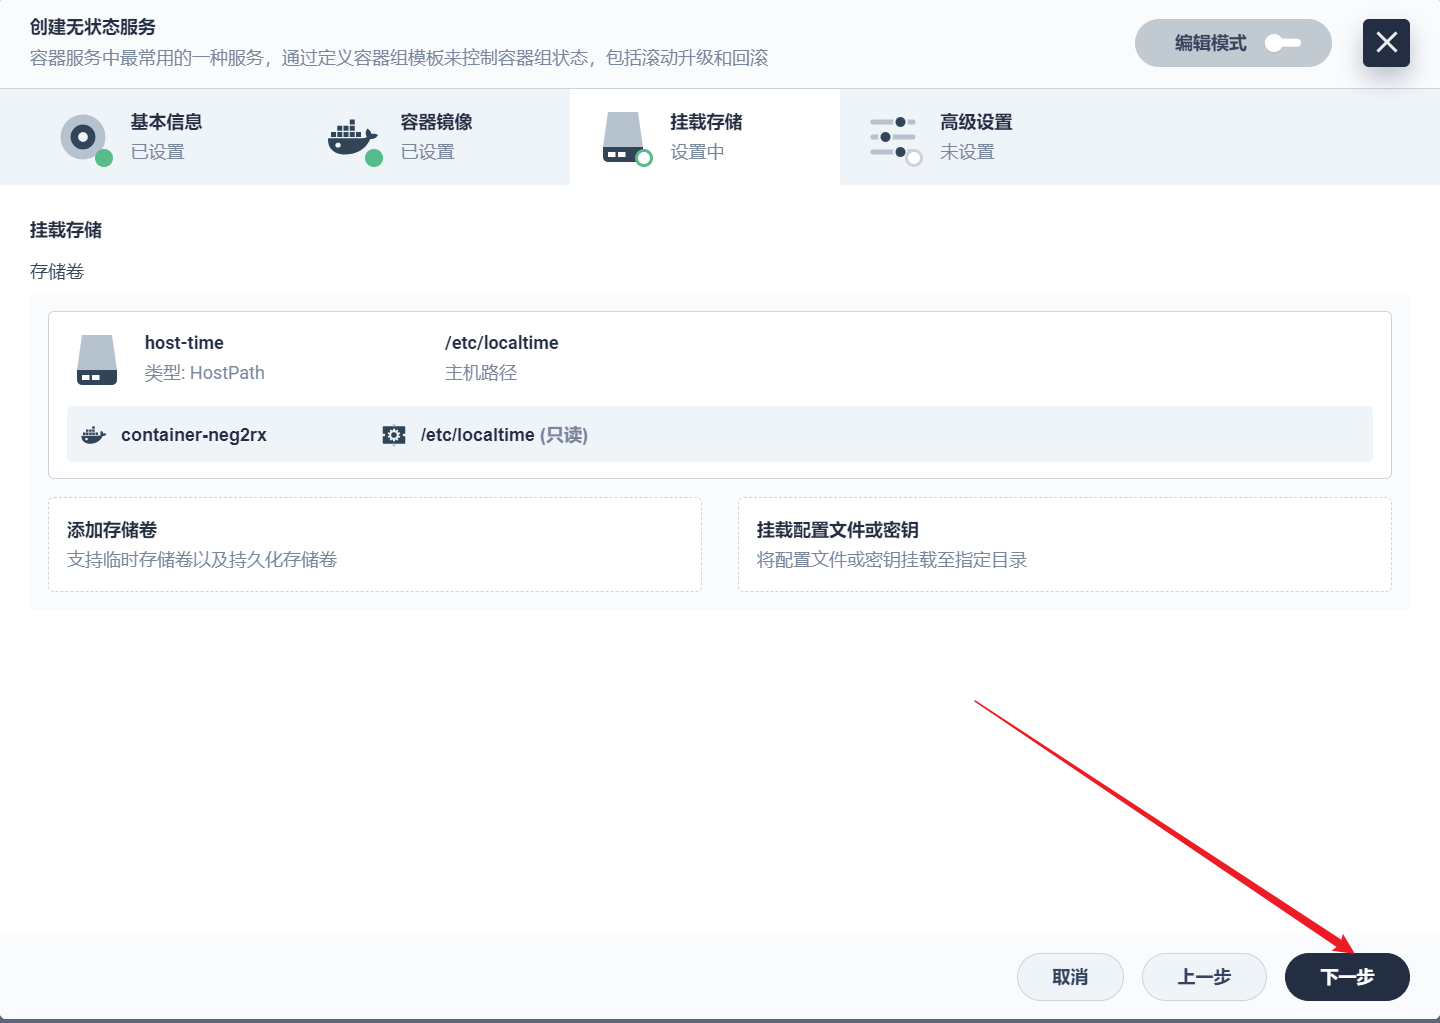 创建无状态服务
容器服务中最常用的一种服务，通过定义容器组模板来控制容器组状态，包括滚动升级和回滚
编辑模式
基本信息
已设置
容器镜像
已设置
挂载存储
设置中
高级设置
未设置
挂载存储
存储卷
host-time
类型: HostPath
/etc/localtime
主机路径
container-neg2rx
/etc/localtime (只读)
添加存储卷
支持临时存储卷以及持久化存储卷
挂载配置文件或密钥
将配置文件或密钥挂载至指定目录
取消
上一步
下一步